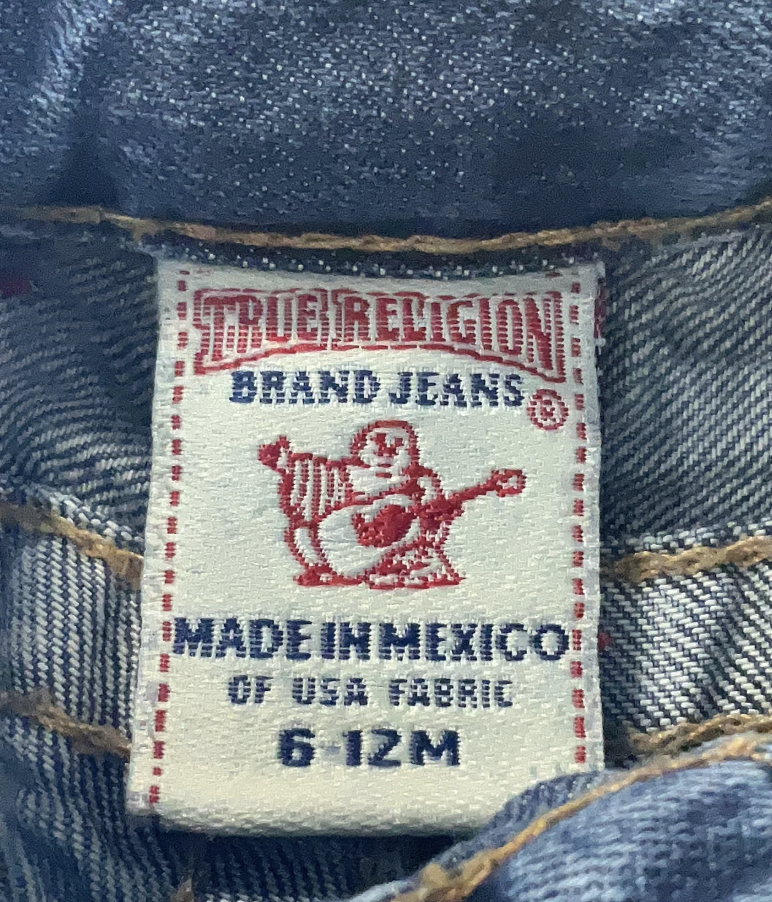 TRUE RELIGION
BRAND JEANS
®
MADE IN MEXICO
OF USA FABRIC
6-12M